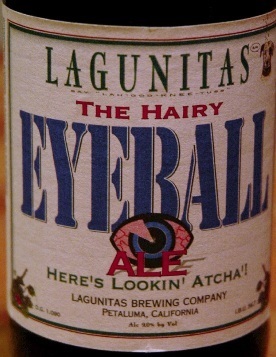 LAGUNITAS
THE HAIRY
EYEBALL
ALE
HERE'S LOOKIN' ATCHA'!
LAGUNITAS BREWING COMPANY
PETALUMA, CALIFORNIA